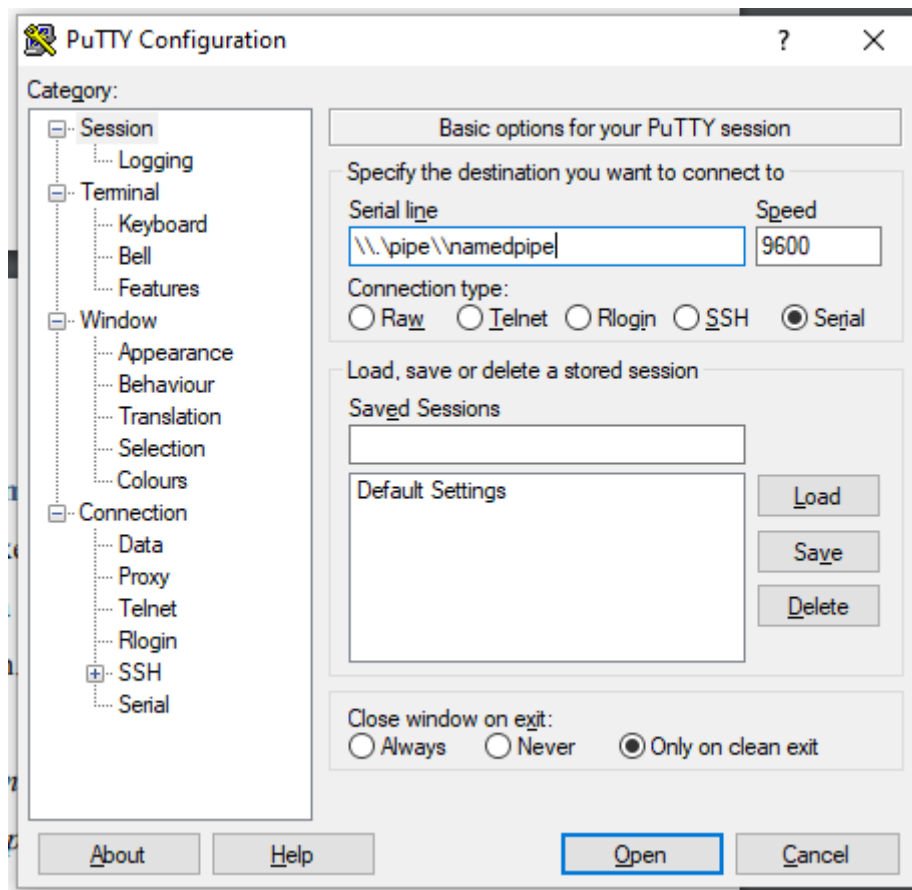 PuTTY Configuration
?
Category:
Session
Logging
Terminal
Keyboard
Bell
Features
Window
Appearance
Behaviour
Translation
Selection
Colours
Connection
Data
Proxy
Telnet
Rlogin
SSH
Serial
Basic options for your PuTTY session
Specify the destination you want to connect to
Serial line Speed
\\.\pipe\\namedpipe 9600
Connection type:
Raw Telnet Rlogin SSH Serial
Load, save or delete a stored session
Saved Sessions
Default Settings
Load
Save
Delete
Close window on exit:
Always Never Only on clean exit
About Help Open Cancel